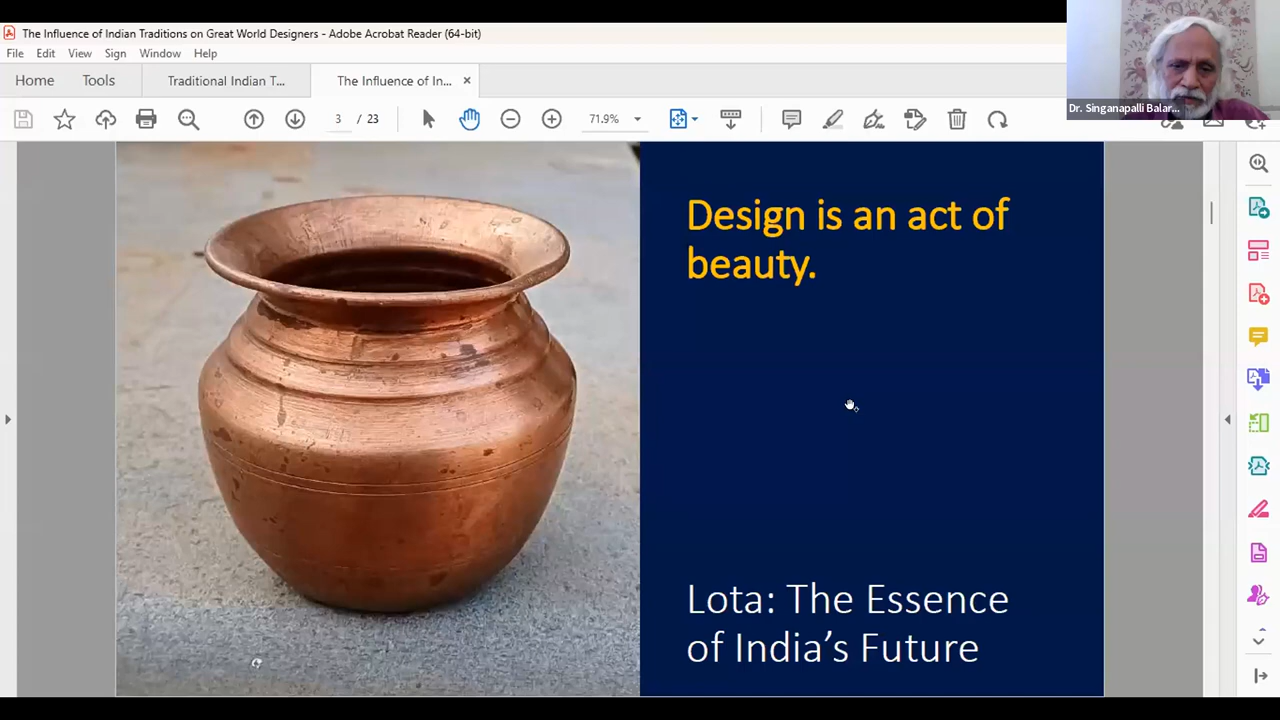 The Influence of Indian Traditions on Great World Designers - Adobe Acrobat Reader (64-bit)
File Edit View Sign Window Help
Home Tools Traditional Indian T... The Influence of In... ×
3 / 23 71.9%
Dr. Singanapalli Balar...
Design is an act of
beauty.
Lota: The Essence
of India’s Future